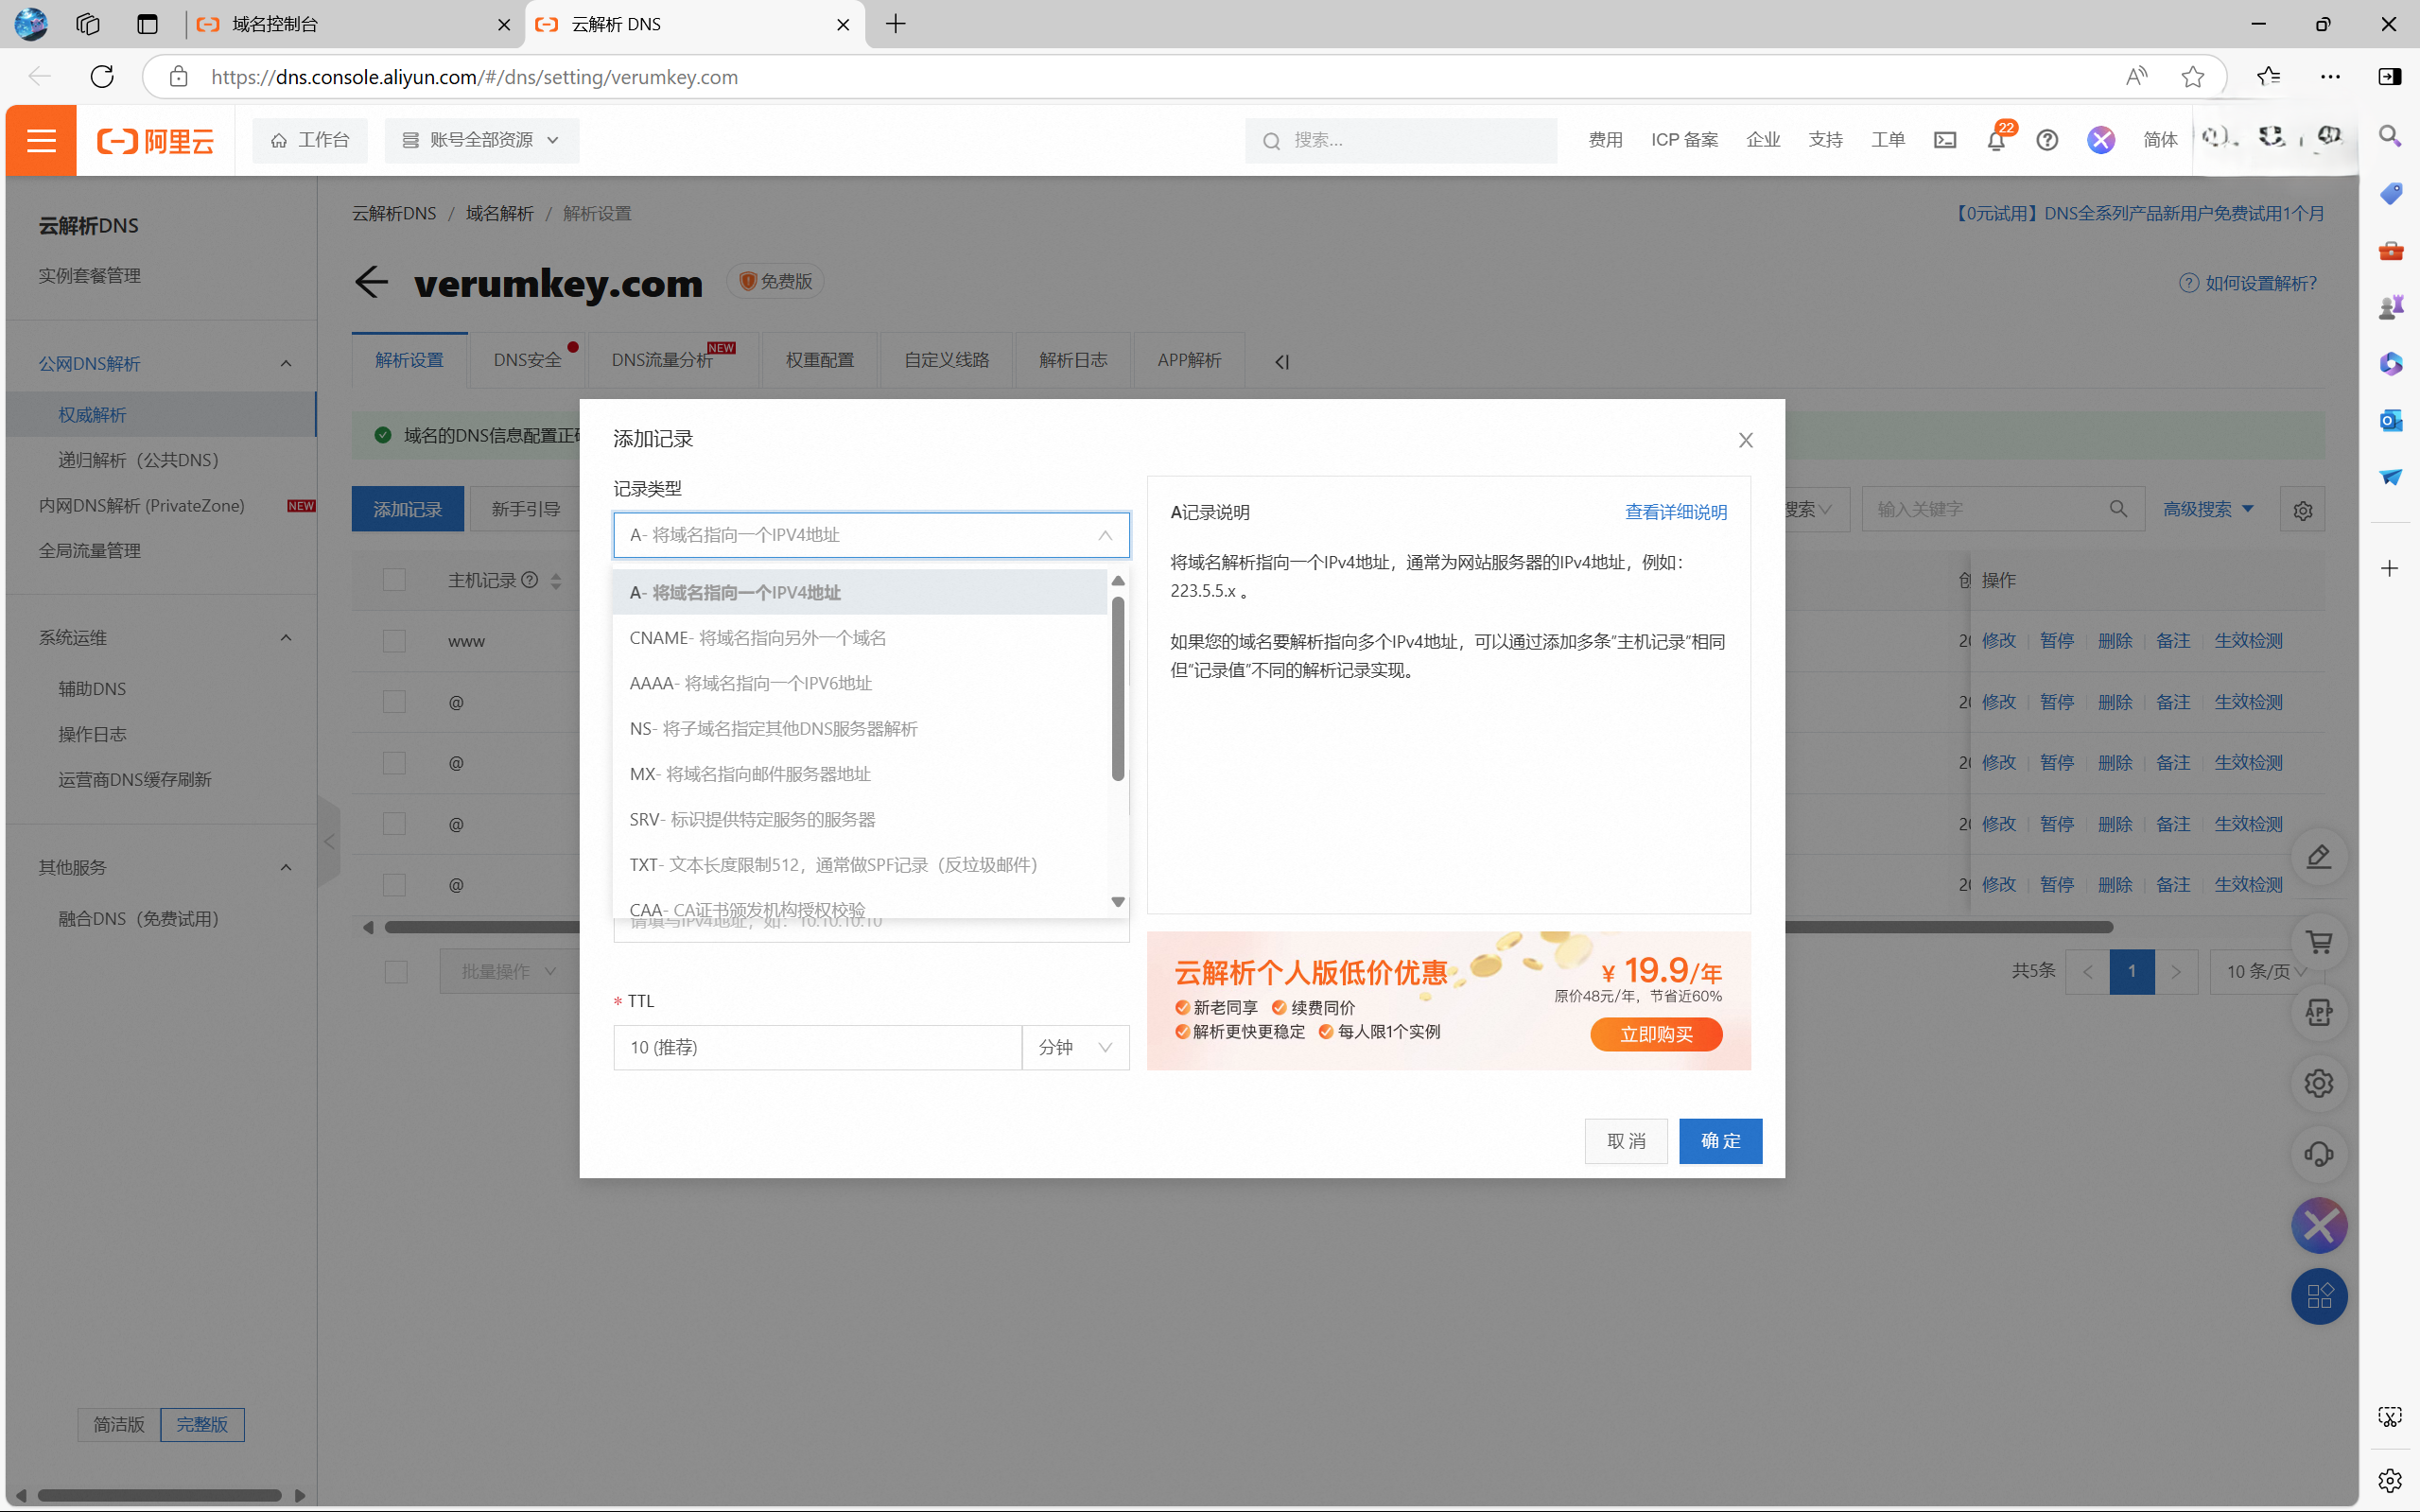 域名控制台
云解析 DNS
https://dns.console.aliyun.com/#/dns/setting/verumkey.com
阿里云
工作台
账号全部资源
搜索...
费用
ICP 备案
企业
支持
工单
22
简体
云解析DNS
实例套餐管理
公网DNS解析
权威解析
递归解析（公共DNS）
内网DNS解析 (PrivateZone)
NEW
全局流量管理
系统运维
辅助DNS
操作日志
运营商DNS缓存刷新
其他服务
融合DNS（免费试用）
简洁版
完整版
云解析DNS / 域名解析 / 解析设置
【0元试用】DNS全系列产品新用户免费试用1个月
verumkey.com
免费版
如何设置解析?
解析设置
DNS安全
DNS流量分析
NEW
权重配置
自定义线路
解析日志
APP解析
域名的DNS信息配置正确
添加记录
新手引导
搜索
输入关键字
高级搜索
主机记录
创
操作
www
20
修改 暂停 删除 备注 生效检测
@
20
修改 暂停 删除 备注 生效检测
@
20
修改 暂停 删除 备注 生效检测
@
20
修改 暂停 删除 备注 生效检测
@
20
修改 暂停 删除 备注 生效检测
批量操作
共5条
1
10 条/页
APP
添加记录
记录类型
A- 将域名指向一个IPV4地址
A- 将域名指向一个IPV4地址
CNAME- 将域名指向另外一个域名
AAAA- 将域名指向一个IPV6地址
NS- 将子域名指定其他DNS服务器解析
MX- 将域名指向邮件服务器地址
SRV- 标识提供特定服务的服务器
TXT- 文本长度限制512，通常做SPF记录（反垃圾邮件）
CAA- CA证书颁发机构授权校验
请填写IPv4地址，如：10.10.10.10
* TTL
10 (推荐)
分钟
A记录说明
查看详细说明
将域名解析指向一个IPv4地址，通常为网站服务器的IPv4地址，例如：
223.5.5.x 。
如果您的域名要解析指向多个IPv4地址，可以通过添加多条“主机记录”相同
但“记录值”不同的解析记录实现。
云解析个人版低价优惠
¥ 19.9/年
原价48元/年，节省近60%
新老同享 续费同价
解析更快更稳定 每人限1个实例
立即购买
取 消
确 定